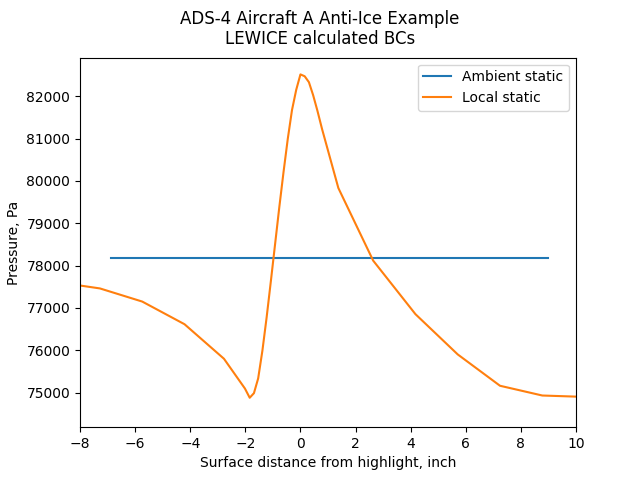 ADS-4 Aircraft A Anti-Ice Example
LEWICE calculated BCs
Ambient static
Local static
Pressure, Pa
82000
81000
80000
79000
78000
77000
76000
75000
−8 −6 −4 −2 0 2 4 6 8 10
Surface distance from highlight, inch